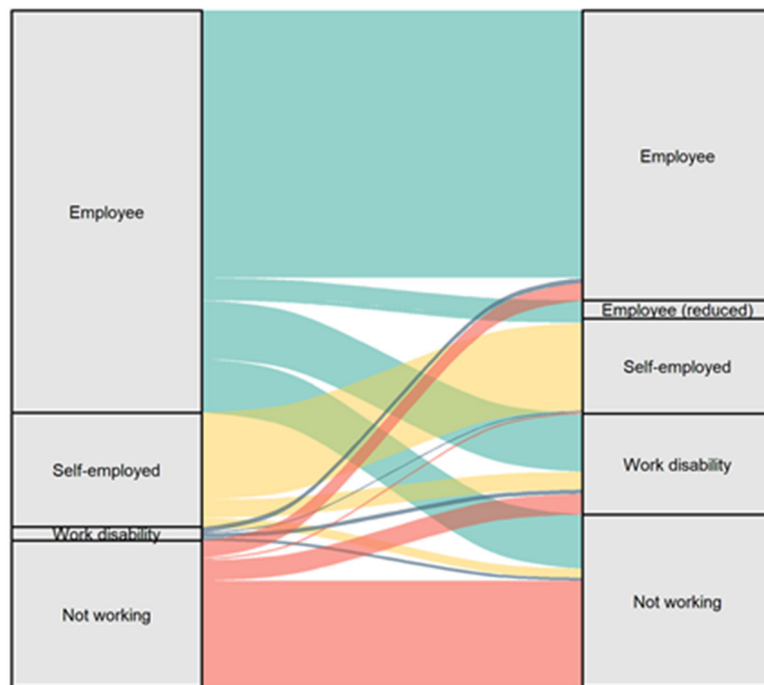 Employee
Self-employed
Work disability
Not working
Employee
Employee (reduced)
Self-employed
Work disability
Not working